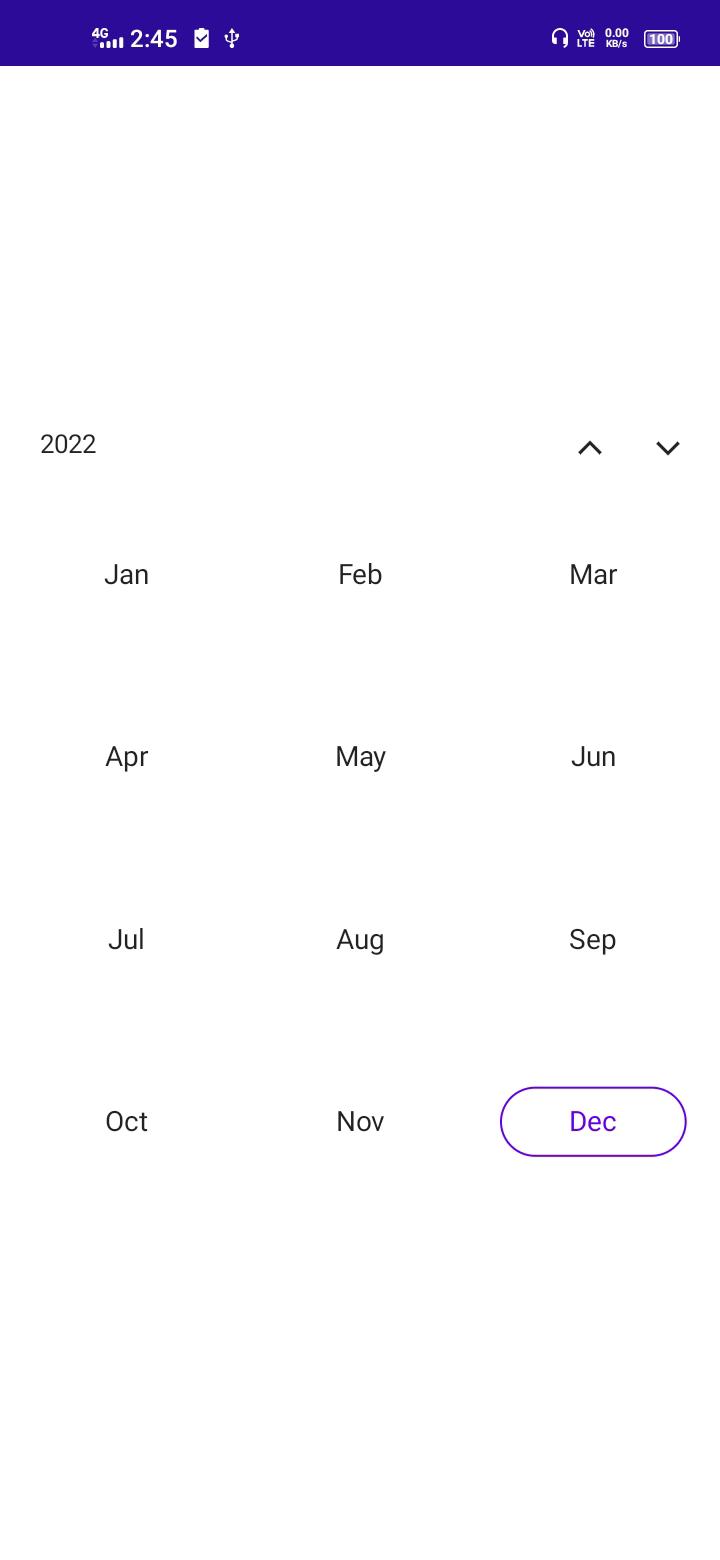 4G 2:45 Vo) LTE 0.00 KB/s 100
2022
Jan Feb Mar
Apr May Jun
Jul Aug Sep
Oct Nov Dec